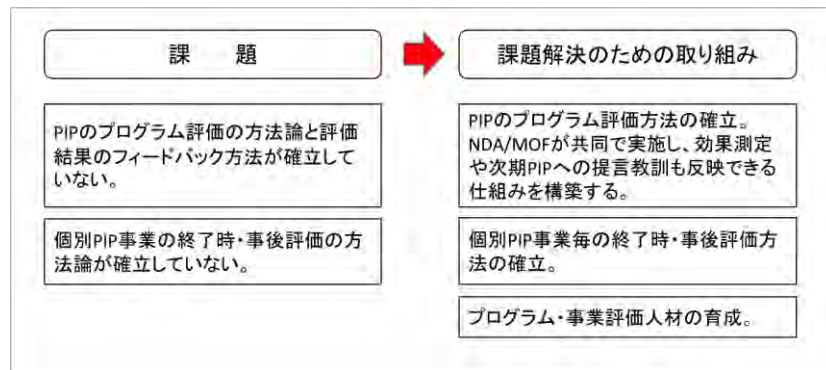 課　題
PIPのプログラム評価の方法論と評価
結果のフィードバック方法が確立して
いない。
個別PIP事業の終了時・事後評価の方
法論が確立していない。
課題解決のための取り組み
PIPのプログラム評価方法の確立。
NDA/MOFが共同で実施し、効果測定
や次期PIPへの提言教訓も反映できる
仕組みを構築する。
個別PIP事業毎の終了時・事後評価方
法の確立。
プログラム・事業評価人材の育成。